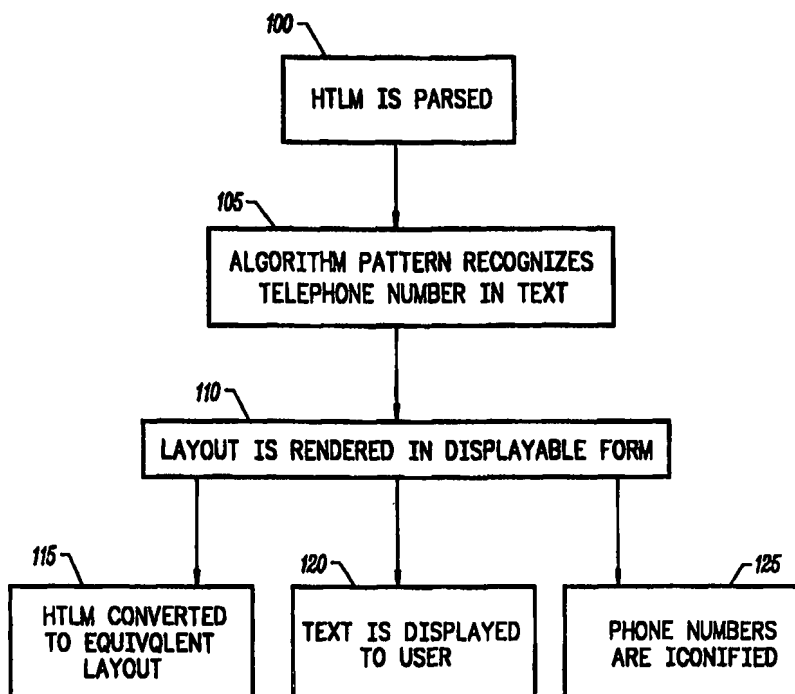 100
HTLM IS PARSED
105
ALGORITHM PATTERN RECOGNIZES
TELEPHONE NUMBER IN TEXT
110
LAYOUT IS RENDERED IN DISPLAYABLE FORM
115
HTLM CONVERTED
TO EQUIVQLENT
LAYOUT
120
TEXT IS DISPLAYED
TO USER
125
PHONE NUMBERS
ARE ICONIFIED